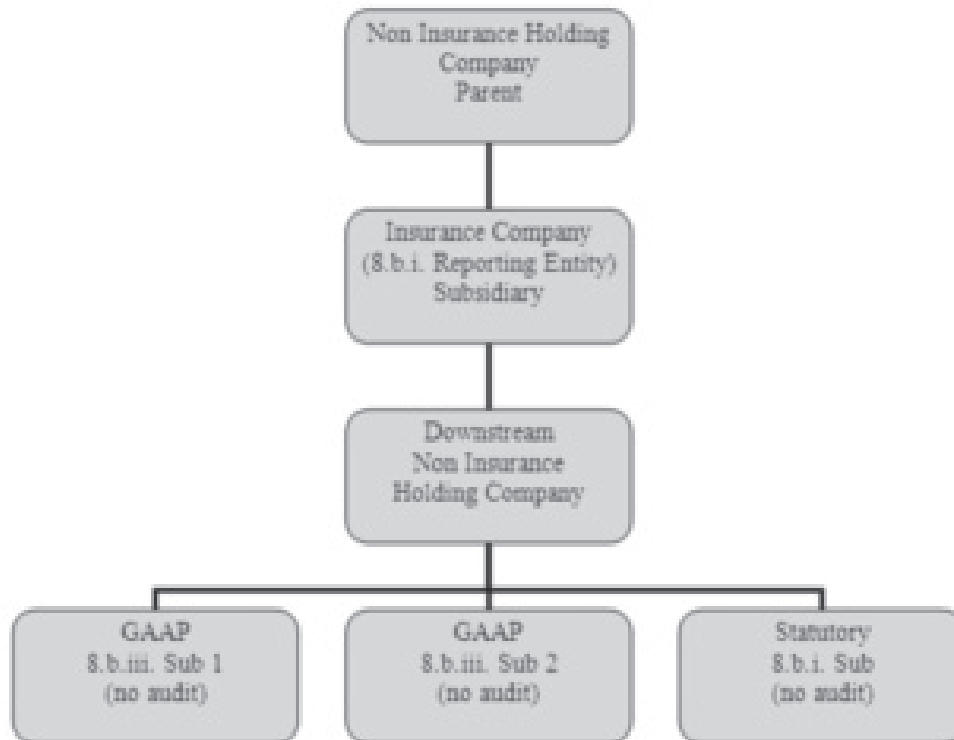 Non Insurance Holding
Company
Parent
Insurance Company
(8.b.i. Reporting Entity)
Subsidiary
Downstream
Non Insurance
Holding Company
GAAP
8.b.iii. Sub 1
(no audit)
GAAP
8.b.iii. Sub 2
(no audit)
Statutory
8.b.i. Sub
(no audit)